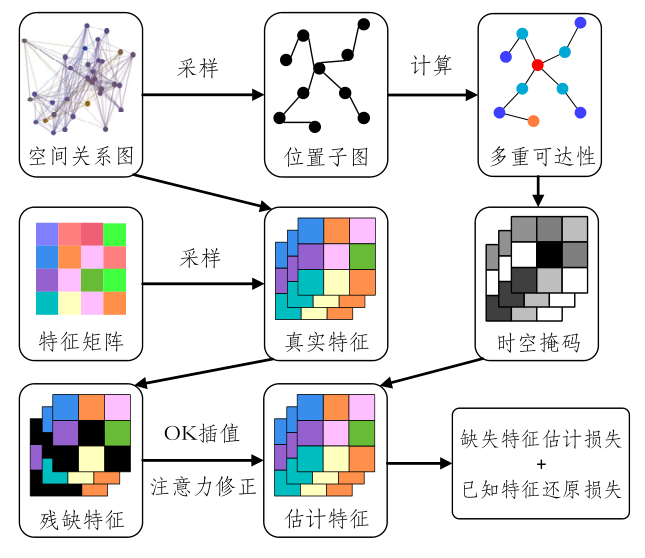 采样
计算
空间关系图
位置子图
多重可达性
采样
特征矩阵
真实特征
时空掩码
OK插值
注意力修正
缺失特征估计损失
+
已知特征还原损失
残缺特征
估计特征